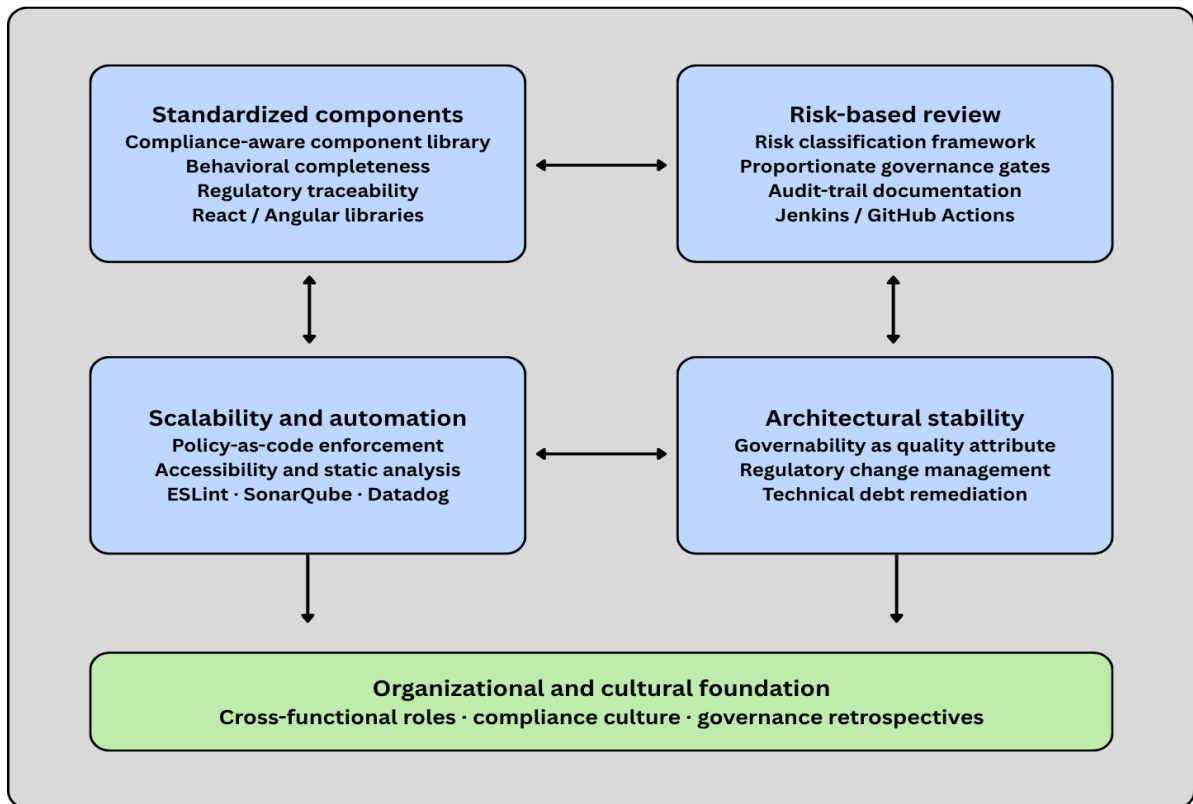 Standardized components
Compliance-aware component library
Behavioral completeness
Regulatory traceability
React / Angular libraries
Risk-based review
Risk classification framework
Proportionate governance gates
Audit-trail documentation
Jenkins / GitHub Actions
Scalability and automation
Policy-as-code enforcement
Accessibility and static analysis
ESLint · SonarQube · Datadog
Architectural stability
Governability as quality attribute
Regulatory change management
Technical debt remediation
Organizational and cultural foundation
Cross-functional roles · compliance culture · governance retrospectives